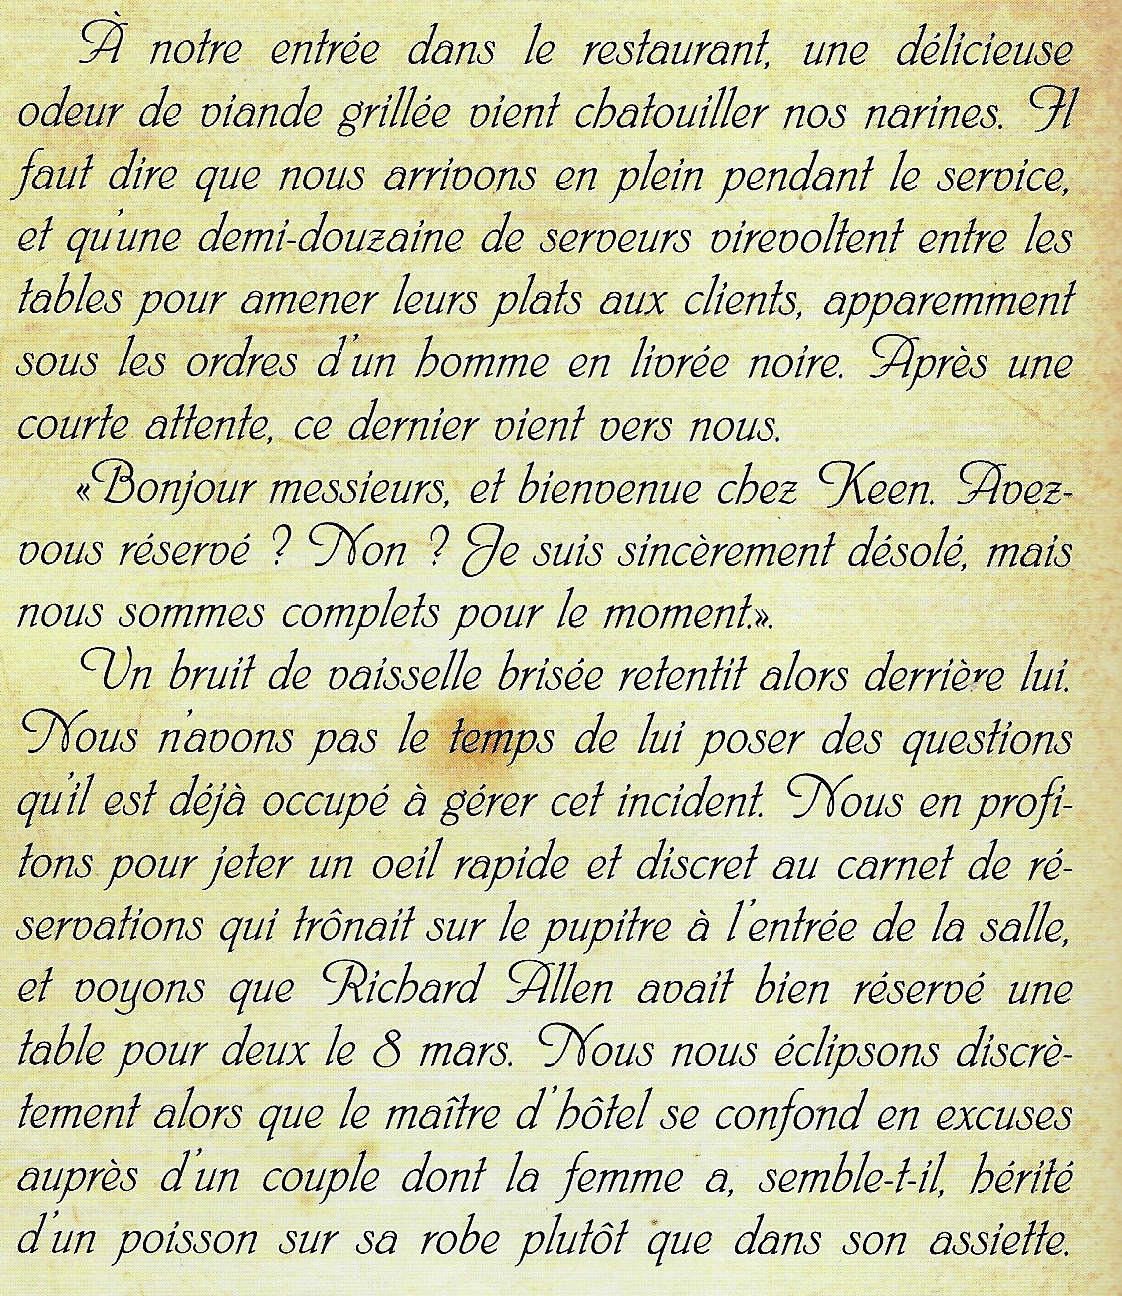 À notre entrée dans le restaurant, une délicieuse
odeur de viande grillée vient chatouiller nos narines. Il
faut dire que nous arrivons en plein pendant le service,
et qu'une demi-douzaine de serveurs virevoltent entre les
tables pour amener leurs plats aux clients, apparemment
sous les ordres d'un homme en livrée noire. Après une
courte attente, ce dernier vient vers nous.
«Bonjour messieurs, et bienvenue chez Keen. Avez-
vous réservé ? Non ? Je suis sincèrement désolé, mais
nous sommes complets pour le moment.».
Un bruit de vaisselle brisée retentit alors derrière lui.
Nous n'avons pas le temps de lui poser des questions
qu'il est déjà occupé à gérer cet incident. Nous en profi-
tons pour jeter un oeil rapide et discret au carnet de ré-
servations qui trônait sur le pupitre à l'entrée de la salle,
et voyons que Richard Allen avait bien réservé une
table pour deux le 8 mars. Nous nous éclipsons discrè-
tement alors que le maître d'hôtel se confond en excuses
auprès d'un couple dont la femme a, semble-t-il, hérité
d'un poisson sur sa robe plutôt que dans son assiette.